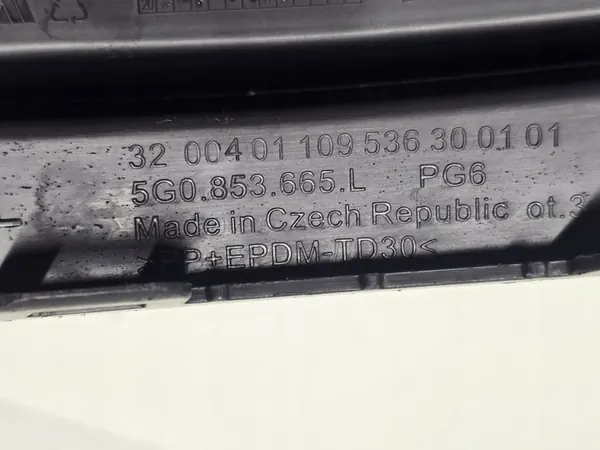 32 004 01 109 536 30 01 01
5G0.853.665.L PG6
Made in Czech Republic ot.3
>PP+EPDM-TD30<